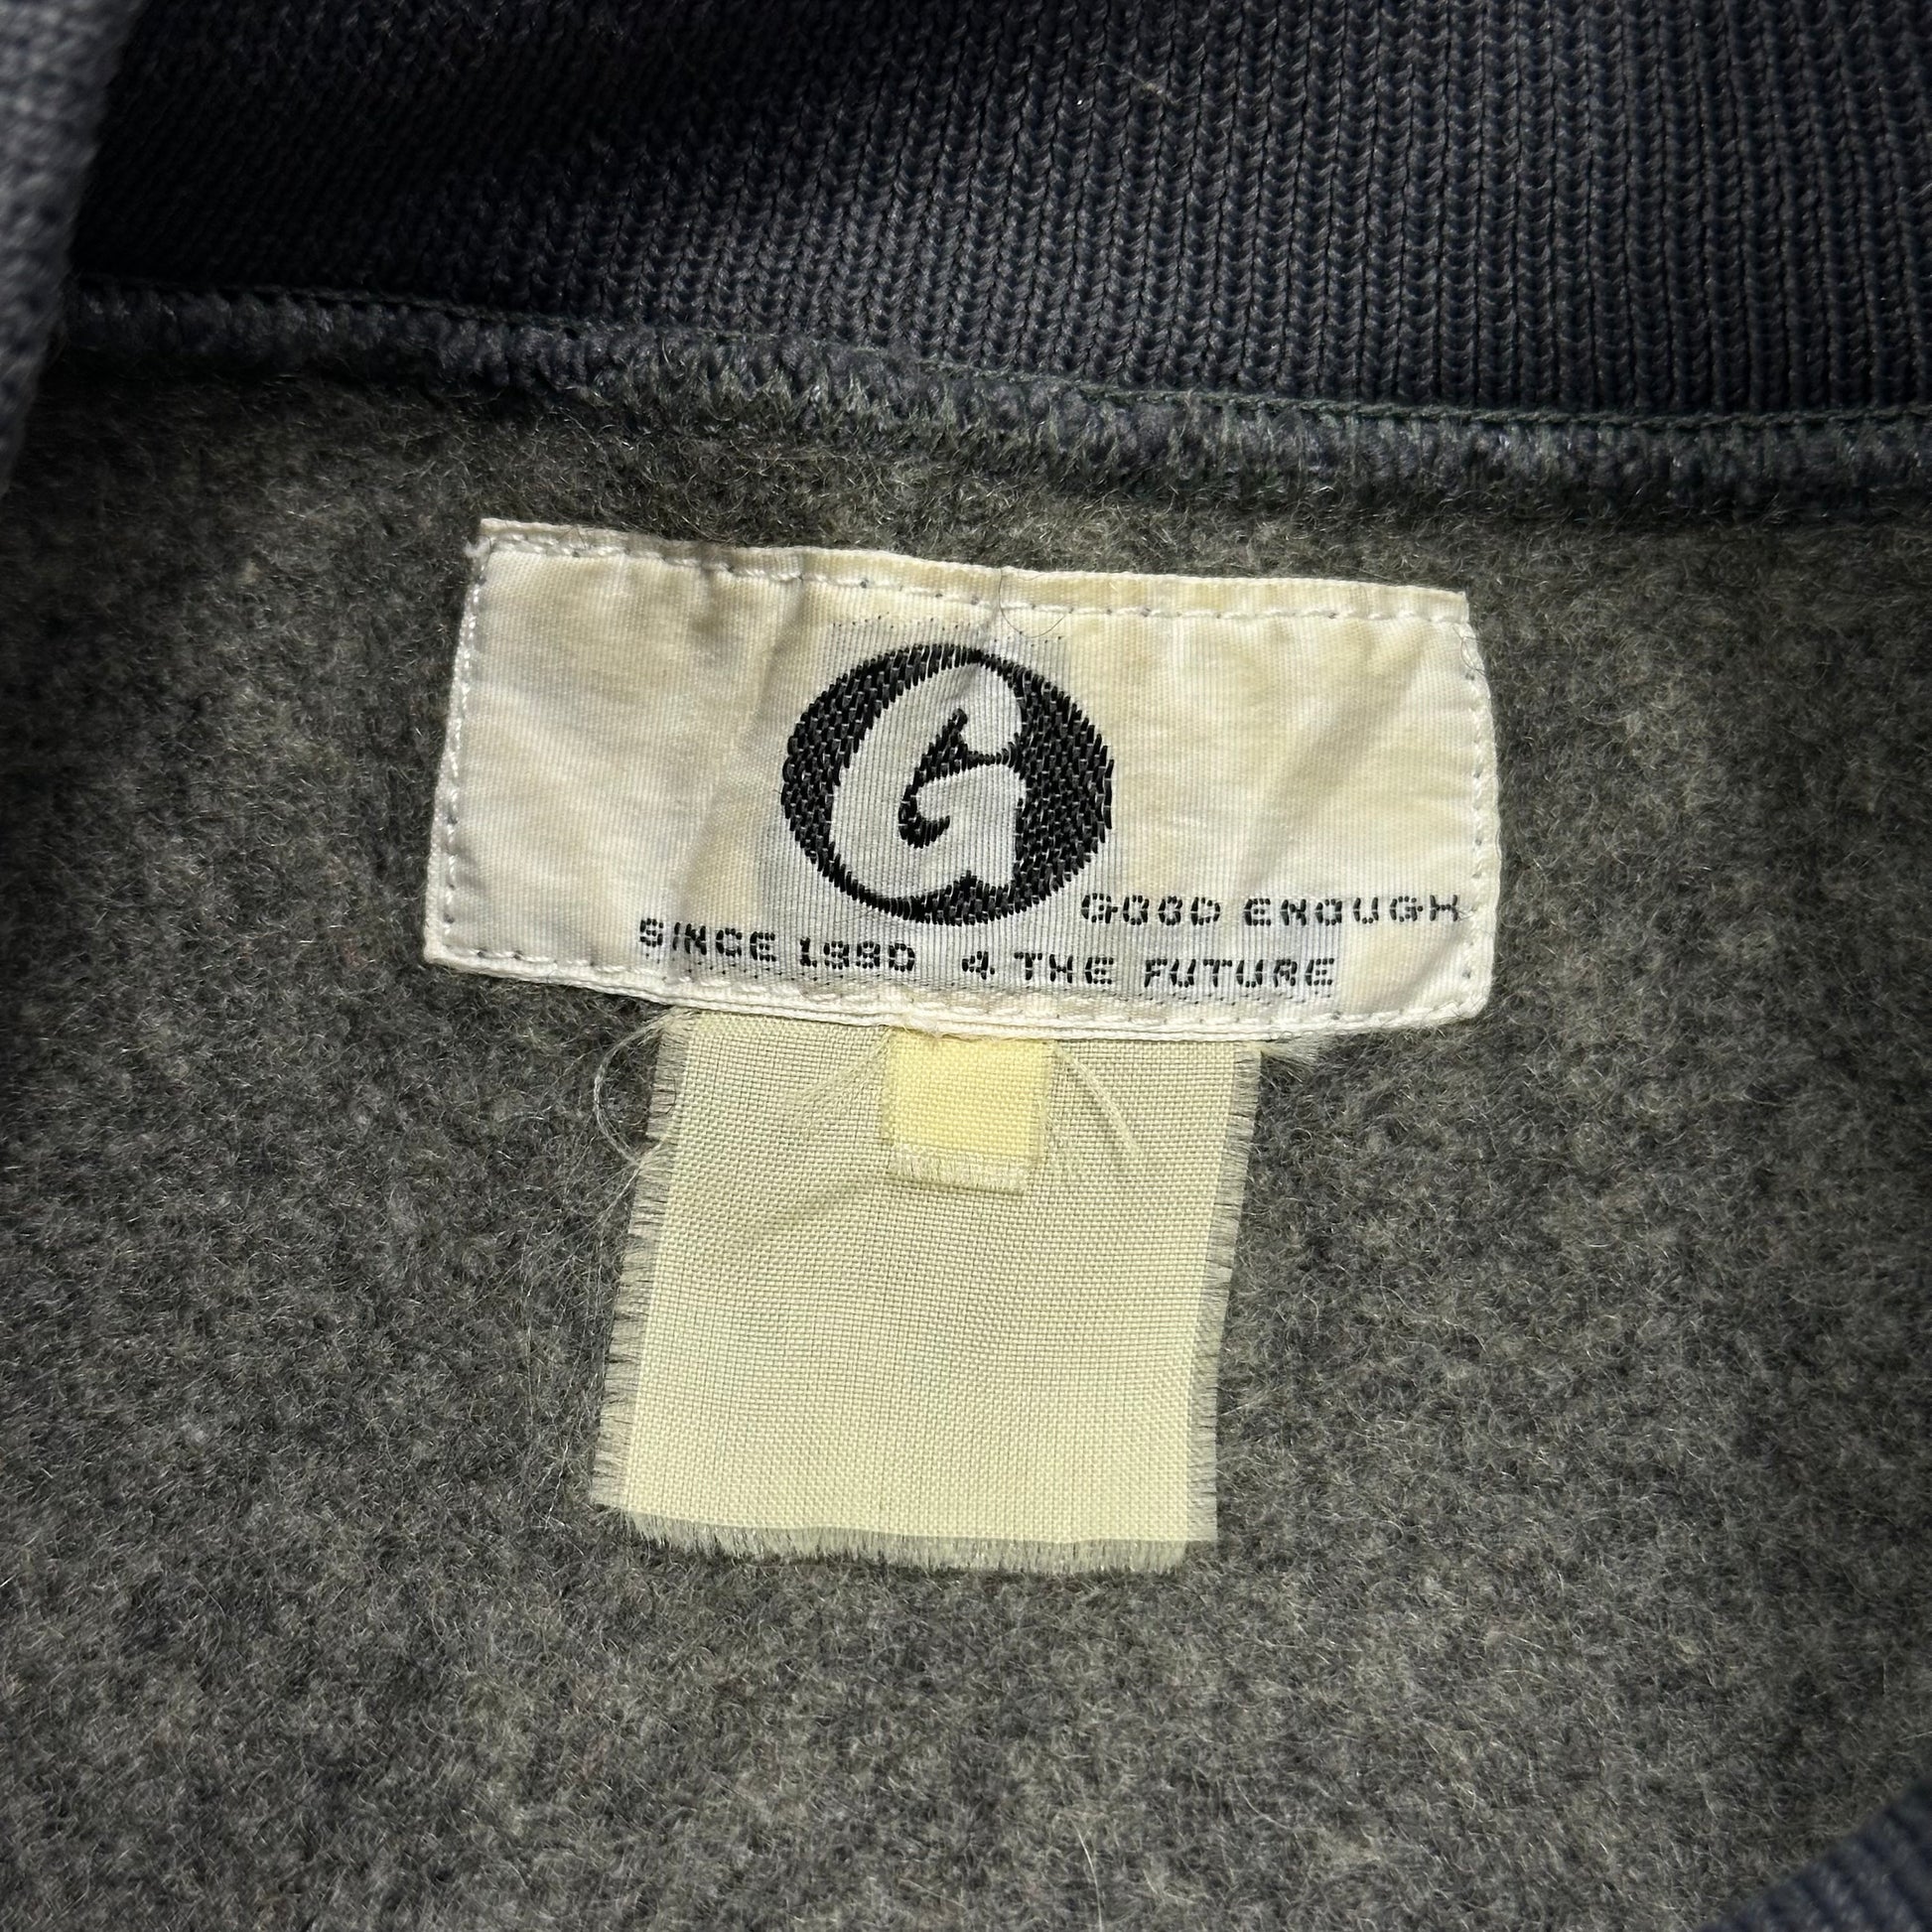 G
GOOD ENOUGH
SINCE 1990 4 THE FUTURE